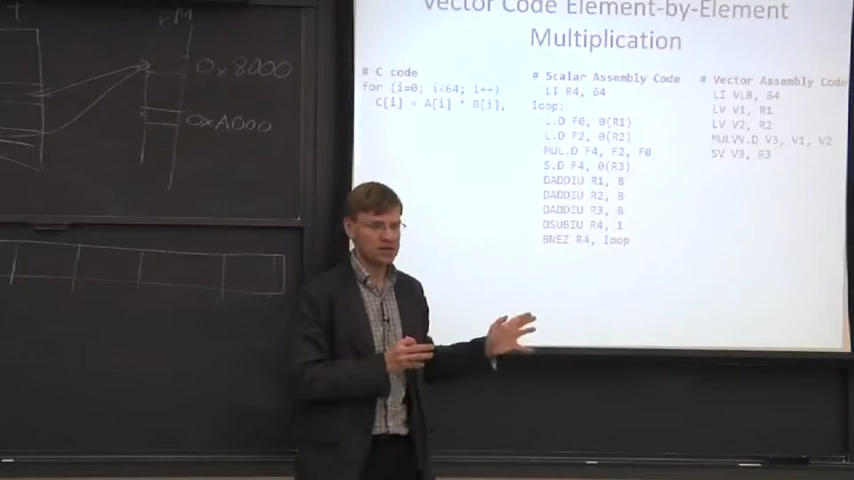 t
PM
0x8000
0xA000
Vector Code Element-by-Element
Multiplication
# C code
for (i=0; i<64; i++)
C[i] = A[i] * B[i],
# Scalar Assembly Code
LI R4, 64
loop:
L.D F0, 0(R1)
L.D F2, 0(R2)
MUL.D F4, F2, F0
S.D F4, 0(R3)
DADDIU R1, 8
DADDIU R2, 8
DADDIU R3, 8
DSUBIU R4, 1
BNEZ R4, loop
# Vector Assembly Code
LI VLR, 64
LV V1, R1
LV V2, R2
MULVV.D V3, V1, V2
SV V3, R3